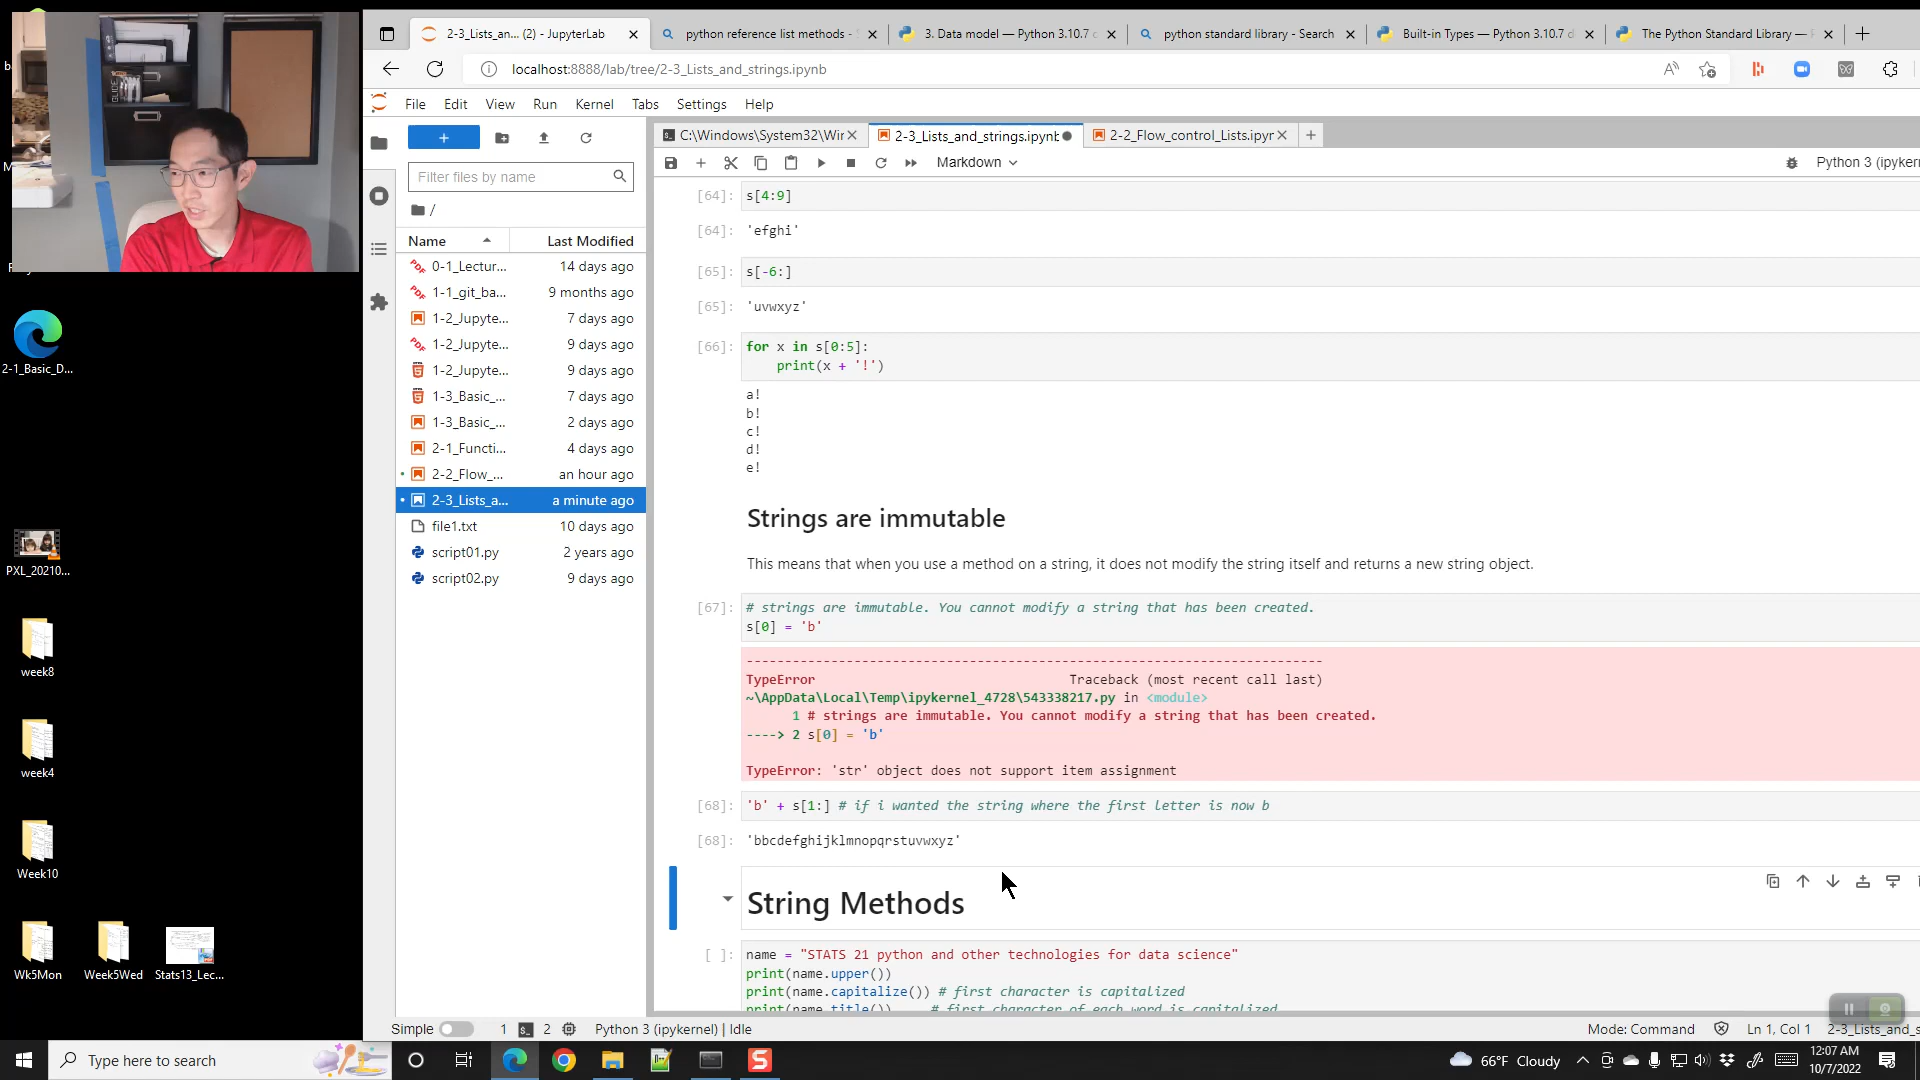 2-3_Lists_an... (2) - JupyterLab
python reference list methods -
3. Data model — Python 3.10.7
python standard library - Search
Built-in Types — Python 3.10.7 d
The Python Standard Library —
localhost:8888/lab/tree/2-3_Lists_and_strings.ipynb
File Edit View Run Kernel Tabs Settings Help
C:\Windows\System32\Wir
2-3_Lists_and_strings.ipynb
2-2_Flow_control_Lists.ipyr
Markdown
Python 3 (ipykern
Filter files by name
/
Name Last Modified
0-1_Lectur... 14 days ago
1-1_git_ba... 9 months ago
1-2_Jupyte... 7 days ago
1-2_Jupyte... 9 days ago
1-2_Jupyte... 9 days ago
1-3_Basic_... 7 days ago
1-3_Basic_... 2 days ago
2-1_Functi... 4 days ago
2-2_Flow_... an hour ago
2-3_Lists_a... a minute ago
file1.txt 10 days ago
script01.py 2 years ago
script02.py 9 days ago
[64]: s[4:9]
[64]: 'efghi'
[65]: s[-6:]
[65]: 'uvwxyz'
[66]: for x in s[0:5]:
print(x + '!')
a!
b!
c!
d!
e!
Strings are immutable
This means that when you use a method on a string, it does not modify the string itself and returns a new string object.
[67]: # strings are immutable. You cannot modify a string that has been created.
s[0] = 'b'
---------------------------------------------------------------------------
TypeError Traceback (most recent call last)
~\AppData\Local\Temp\ipykernel_4728\543338217.py in <module>
1 # strings are immutable. You cannot modify a string that has been created.
----> 2 s[0] = 'b'
TypeError: 'str' object does not support item assignment
[68]: 'b' + s[1:] # if i wanted the string where the first letter is now b
[68]: 'bbcdefghijklmnopqrstuvwxyz'
String Methods
[ ]: name = "STATS 21 python and other technologies for data science"
print(name.upper())
print(name.capitalize()) # first character is capitalized
print(name.title()) # first character of each word is capitalized
Simple 1 2 Python 3 (ipykernel) | Idle
Mode: Command Ln 1, Col 1 2-3_Lists_and_s
2-1_Basic_D...
PXL_20210...
week8
week4
Week10
Wk5Mon
Week5Wed
Stats13_Lec...
Type here to search
66°F Cloudy
12:07 AM
10/7/2022